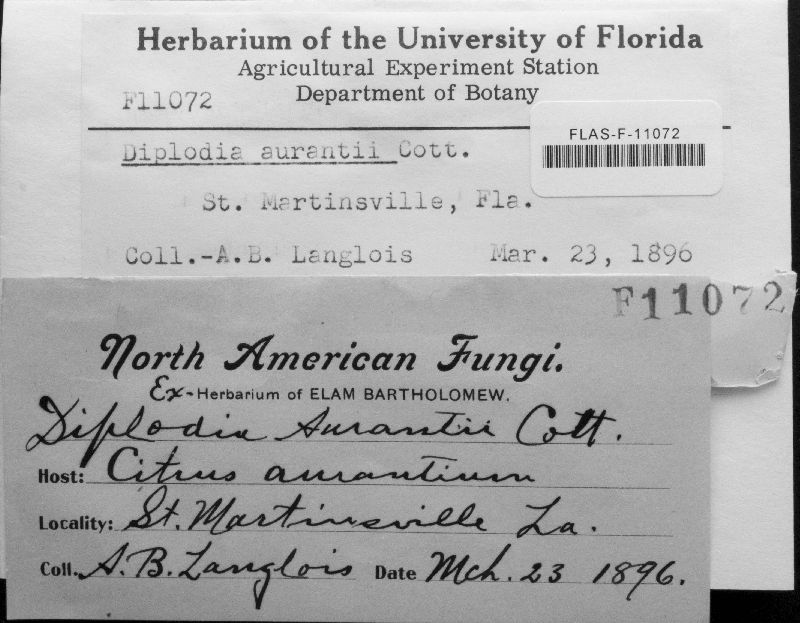 Herbarium of the University of Florida
Agricultural Experiment Station
Department of Botany
F11072
FLAS-F-11072
Diplodia aurantii Cott.
St. Martinsville, Fla.
Coll.-A.B. Langlois Mar. 23, 1896
F11072
North American Fungi.
Ex-Herbarium of ELAM BARTHOLOMEW.
Diplodia Aurantii Cott.
Host: Citrus aurantium
Locality: St. Martinsville La.
Coll. A. B. Langlois Date Mch. 23 1896.